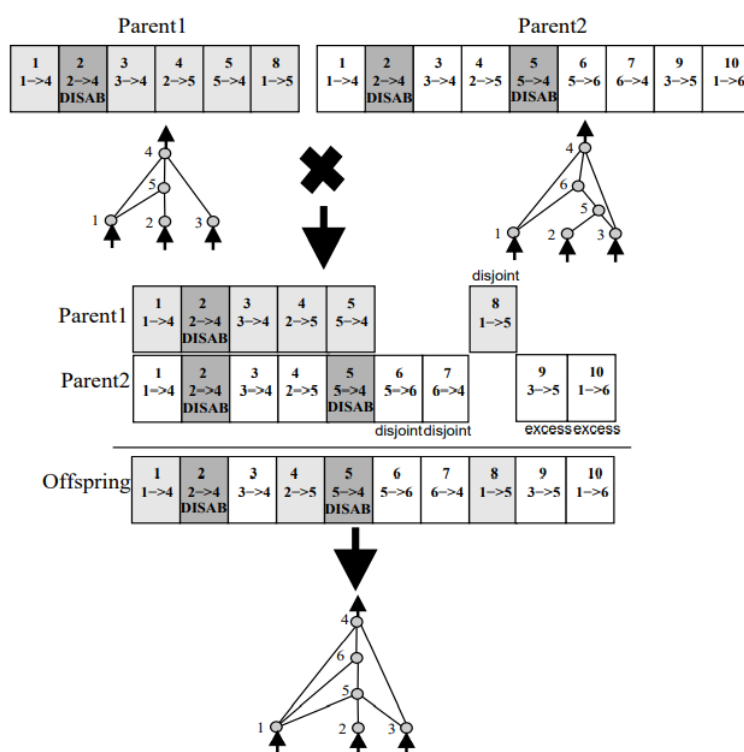 Parent1 Parent2
1 2 3 4 5 8 1 2 3 4 5 6 7 9 10
1−>4 2−>4 3−>4 2−>5 5−>4 1−>5 1−>4 2−>4 3−>4 2−>5 5−>4 5−>6 6−>4 3−>5 1−>6
DISAB DISAB DISAB
4 4
5 6
5
1 2 3 1 2 3
disjoint
Parent1 1 2 3 4 5 8
1−>4 2−>4 3−>4 2−>5 5−>4 1−>5
DISAB
Parent2 1 2 3 4 5 6 7 9 10
1−>4 2−>4 3−>4 2−>5 5−>4 5−>6 6−>4 3−>5 1−>6
DISAB DISAB
disjoint disjoint excess excess
Offspring 1 2 3 4 5 6 7 8 9 10
1−>4 2−>4 3−>4 2−>5 5−>4 5−>6 6−>4 1−>5 3−>5 1−>6
DISAB DISAB
4
6
5
1 2 3